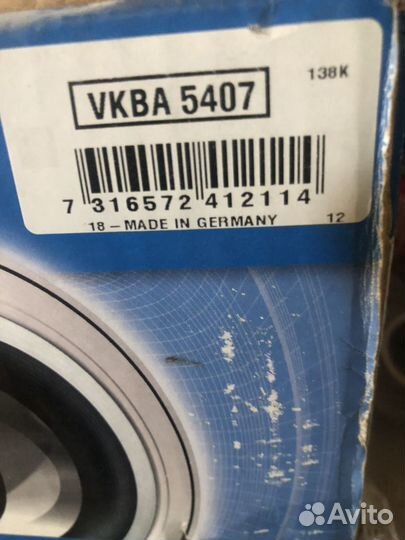 138K
VKBA 5407
7 316572 412114
18 – MADE IN GERMANY 12
Avito